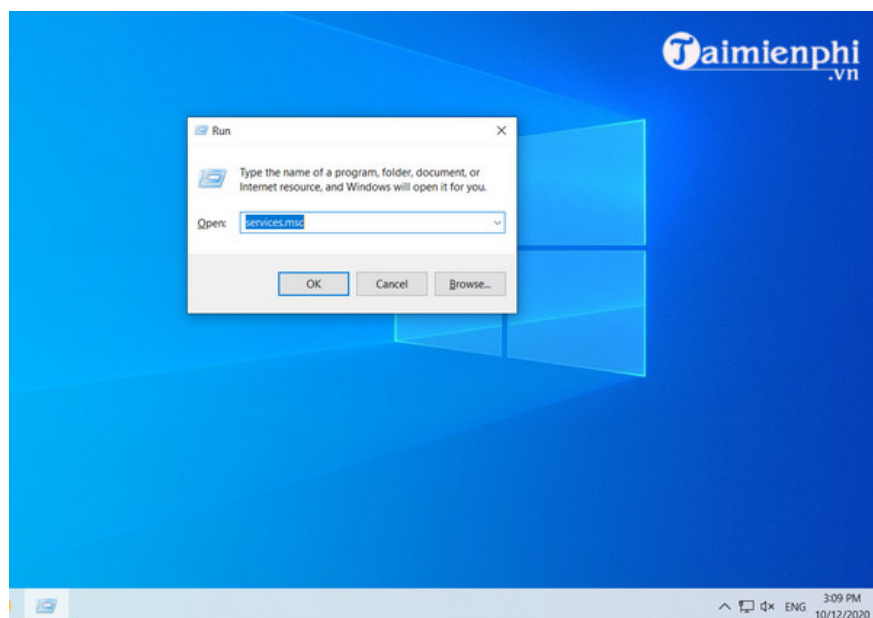 Taimienphi
.vn
Run
Type the name of a program, folder, document, or
Internet resource, and Windows will open it for you.
Open: services.msc
OK Cancel Browse...
ENG 3:09 PM
10/12/2020